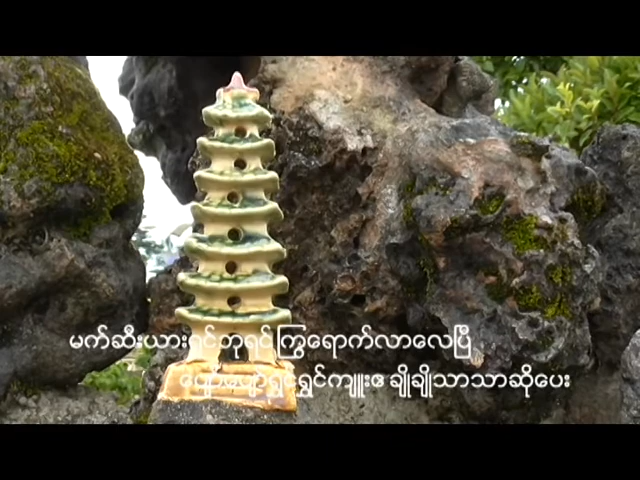 မက်ဆီးယားရှင်ဘုရင်ကြွရောက်လာလေပြီ
ပျော်ပျော်ရွှင်ရွှင်ကျူးဧချိုချိုသာသာဆိုပေး